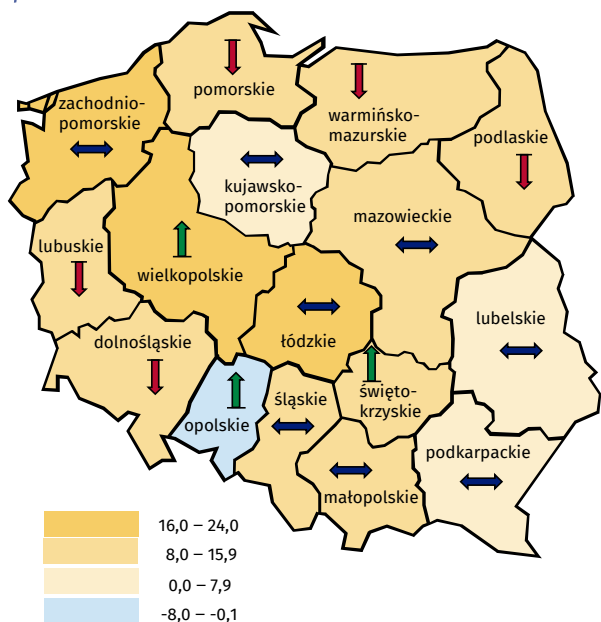 zachodnio-
pomorskie
pomorskie
warmińsko-
mazurskie
podlaskie
kujawsko-
pomorskie
mazowieckie
lubuskie
wielkopolskie
łódzkie
lubelskie
dolnośląskie
opolskie
śląskie
święto-
krzyskie
małopolskie
podkarpackie
16,0 – 24,0
8,0 – 15,9
0,0 – 7,9
-8,0 – -0,1